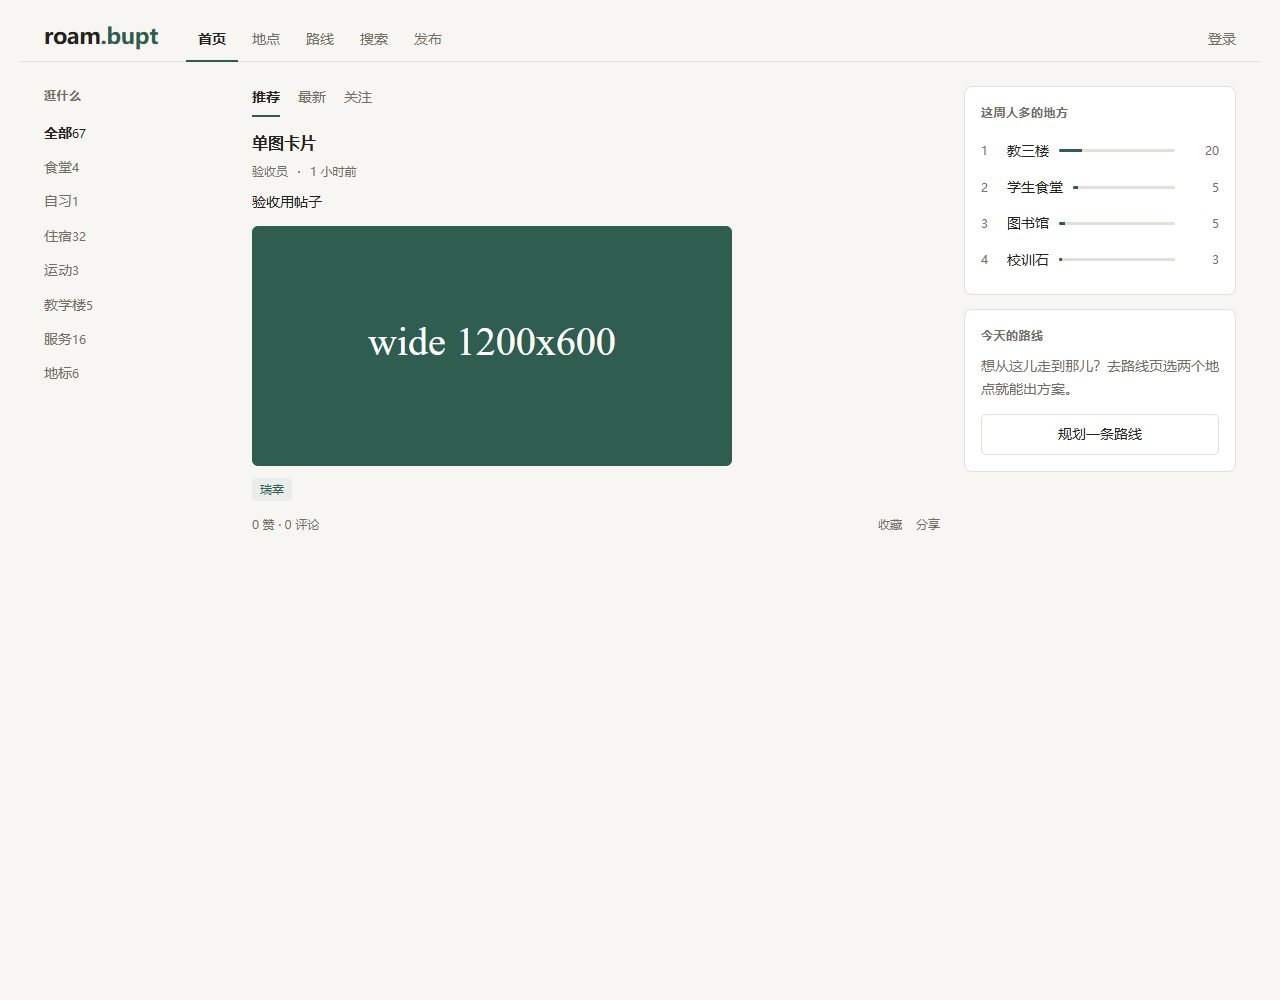 roam.bupt
首页 地点 路线 搜索 发布
登录
逛什么
全部67
食堂4
自习1
住宿32
运动3
教学楼5
服务16
地标6
推荐 最新 关注
单图卡片
验收员 · 1 小时前
验收用帖子
wide 1200x600
瑞幸
0 赞 · 0 评论
收藏 分享
这周人多的地方
1 教三楼 20
2 学生食堂 5
3 图书馆 5
4 校训石 3
今天的路线
想从这儿走到那儿？去路线页选两个地
点就能出方案。
规划一条路线